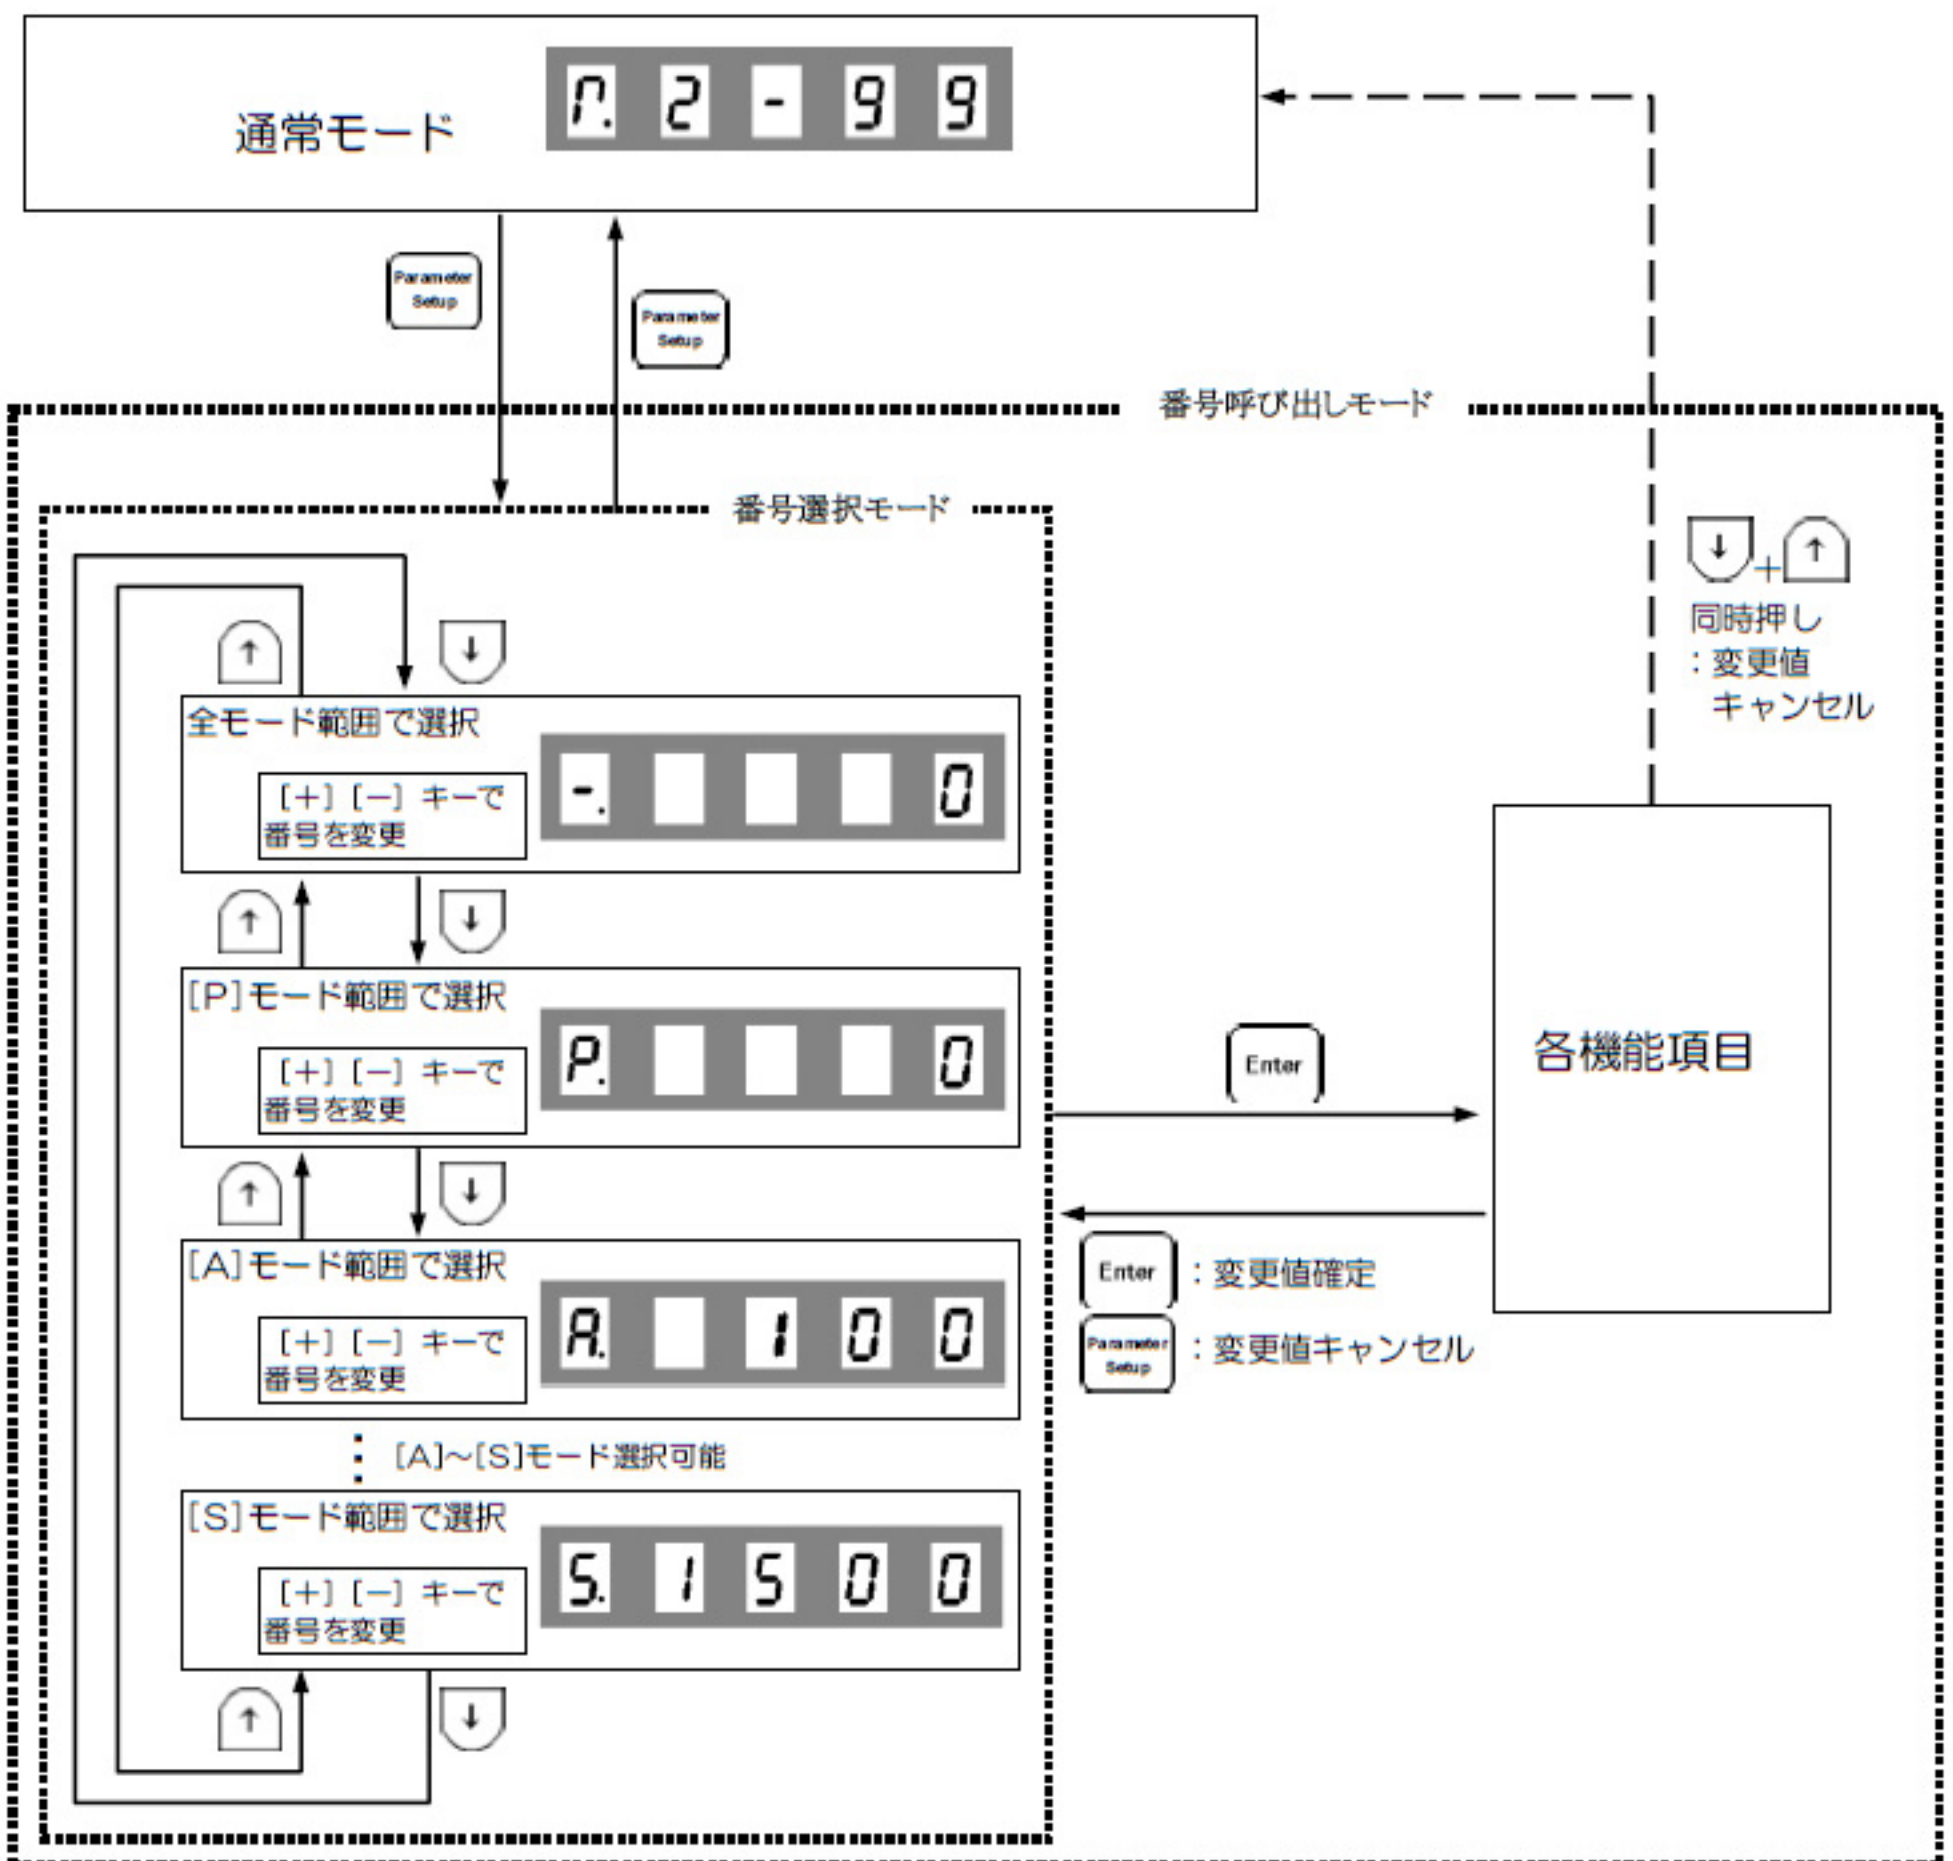 通常モード
Γ. 2 - 9 9
Parameter
Setup
Parameter
Setup
番号呼び出しモード
番号選択モード
↓+↑
同時押し
:変更値
キャンセル
↑ ↓
全モード範囲で選択
[+] [-] キーで
番号を変更
-. 0
↑ ↓
[P]モード範囲で選択
[+] [-] キーで
番号を変更
P. 0
Enter
各機能項目
↑ ↓
[A]モード範囲で選択
[+] [-] キーで
番号を変更
A. 1 0 0
Enter :変更値確定
Parameter
Setup :変更値キャンセル
[A]~[S]モード選択可能
[S]モード範囲で選択
[+] [-] キーで
番号を変更
S. 1 5 0 0
↑ ↓